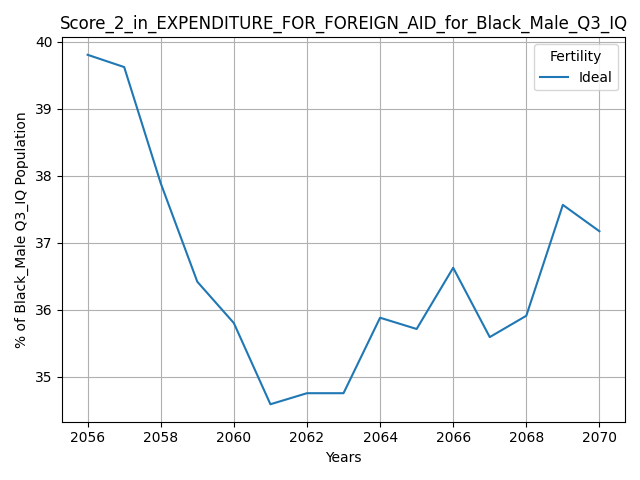 Score_2_in_EXPENDITURE_FOR_FOREIGN_AID_for_Black_Male_Q3_IQ
Fertility
Ideal
% of Black_Male Q3_IQ Population
40
39
38
37
36
35
2056 2058 2060 2062 2064 2066 2068 2070
Years